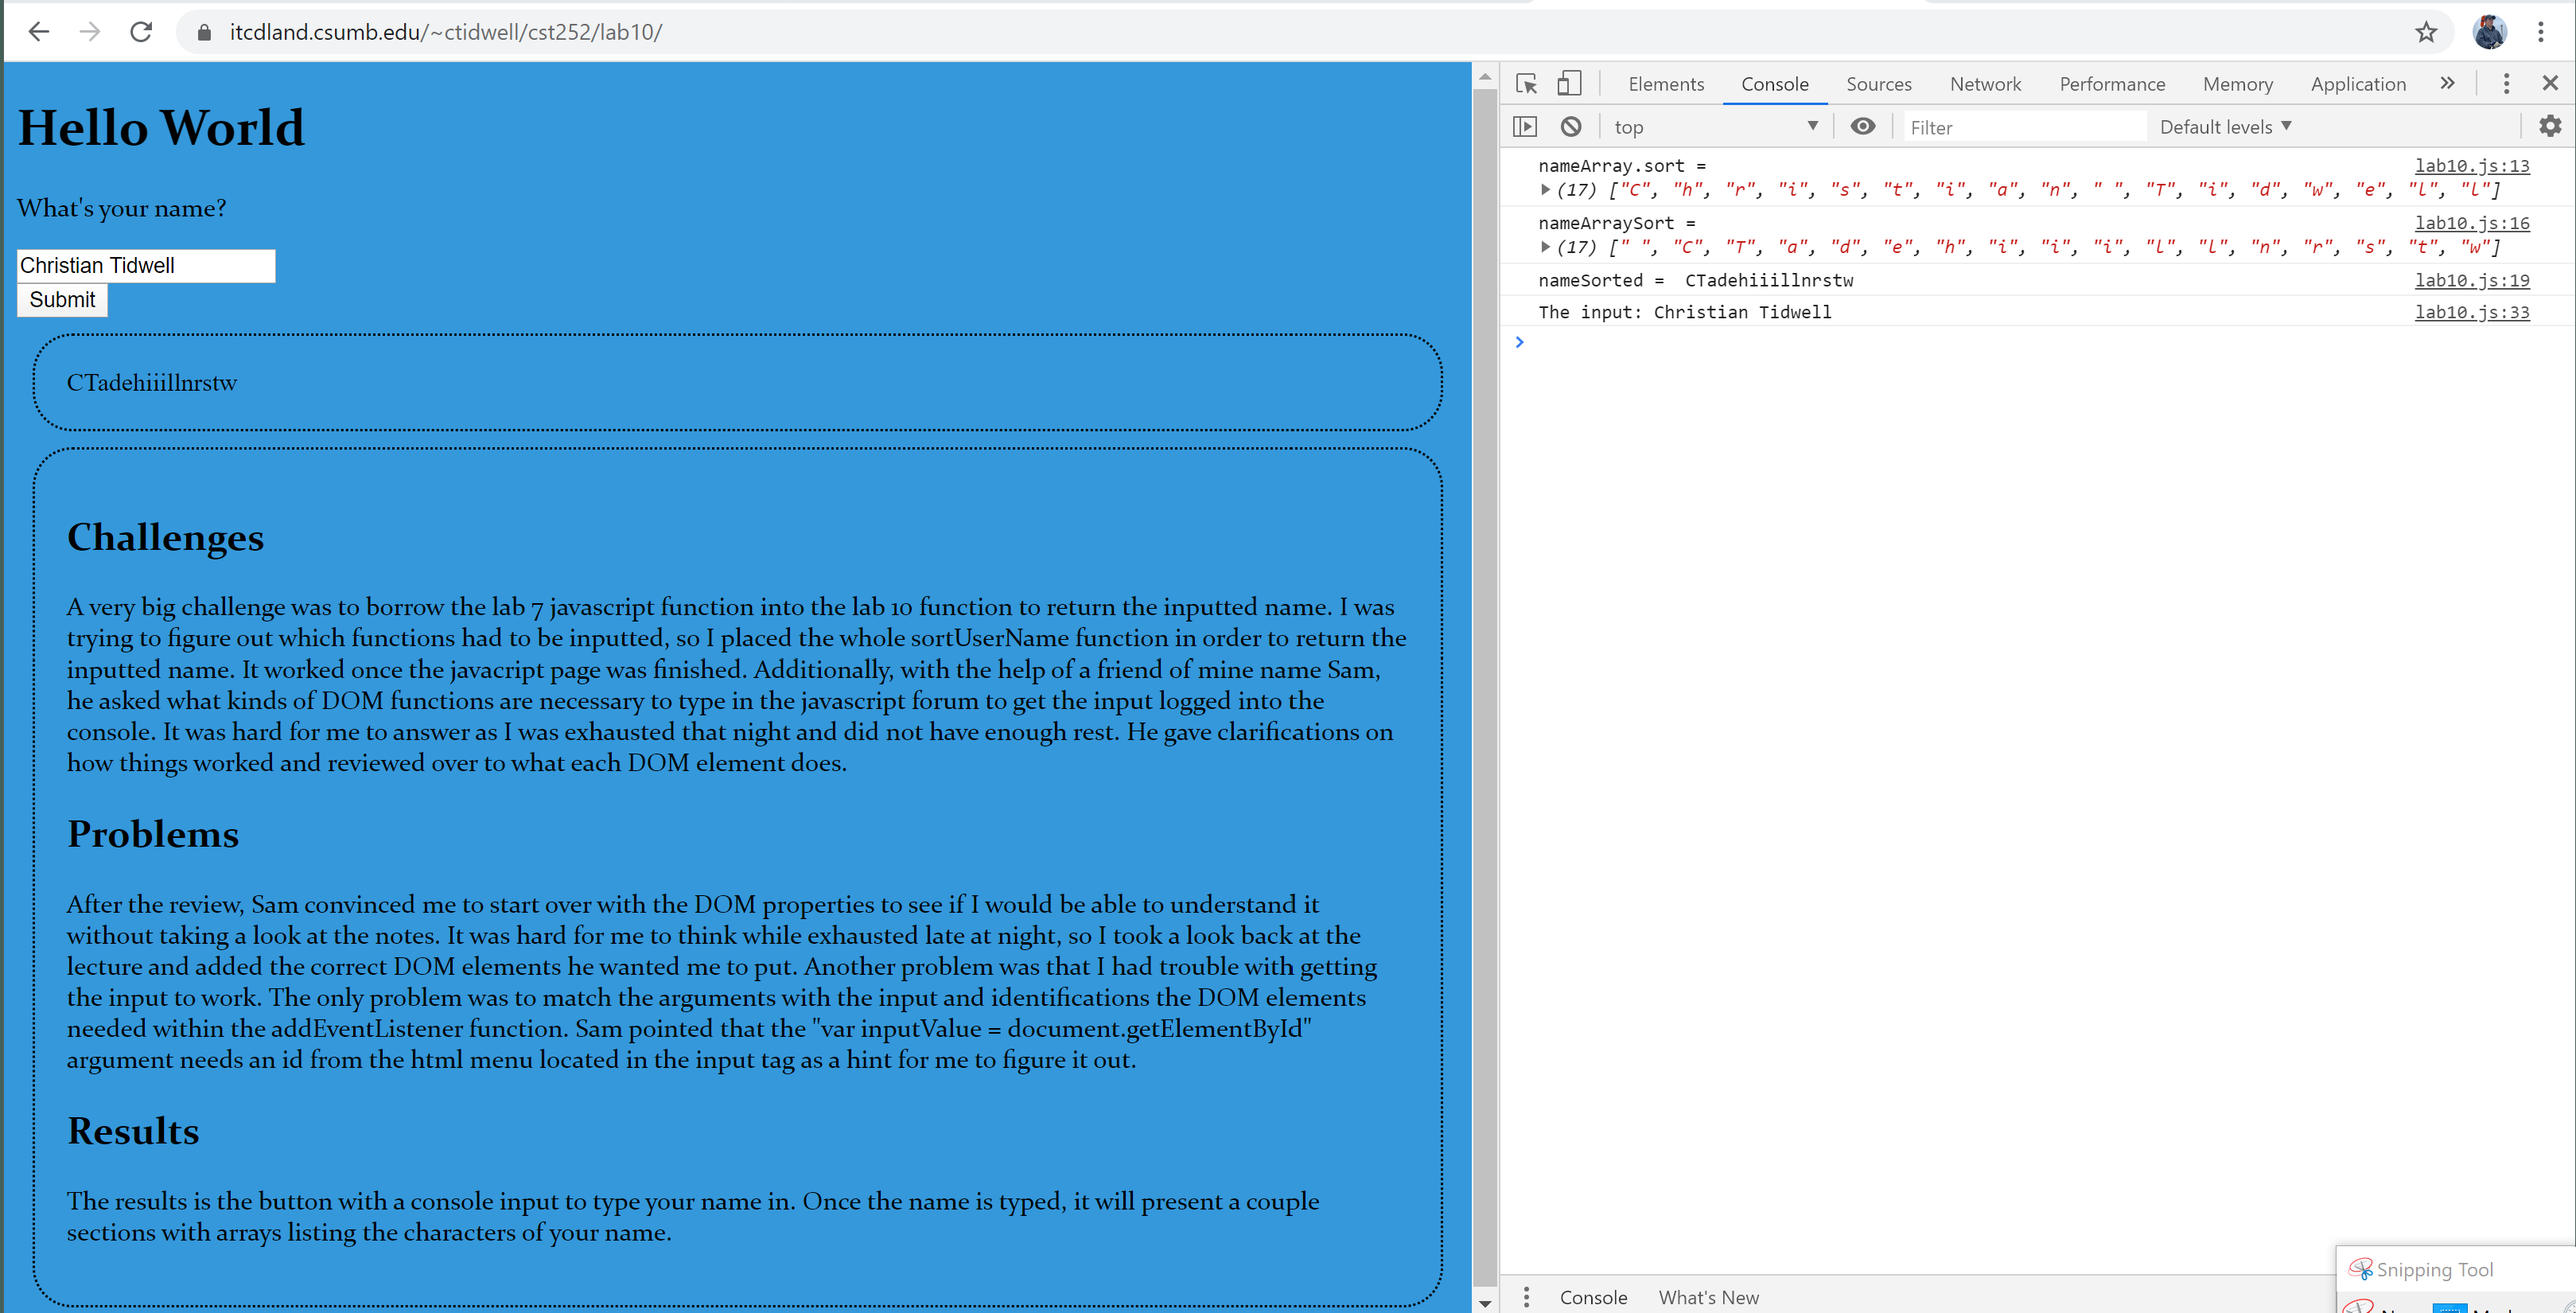 itcdland.csumb.edu/~ctidwell/cst252/lab10/
Hello World
What's your name?
Christian Tidwell
Submit
CTadehiiillnrstw
Challenges
A very big challenge was to borrow the lab 7 javascript function into the lab 10 function to return the inputted name. I was
trying to figure out which functions had to be inputted, so I placed the whole sortUserName function in order to return the
inputted name. It worked once the javacript page was finished. Additionally, with the help of a friend of mine name Sam,
he asked what kinds of DOM functions are necessary to type in the javascript forum to get the input logged into the
console. It was hard for me to answer as I was exhausted that night and did not have enough rest. He gave clarifications on
how things worked and reviewed over to what each DOM element does.
Problems
After the review, Sam convinced me to start over with the DOM properties to see if I would be able to understand it
without taking a look at the notes. It was hard for me to think while exhausted late at night, so I took a look back at the
lecture and added the correct DOM elements he wanted me to put. Another problem was that I had trouble with getting
the input to work. The only problem was to match the arguments with the input and identifications the DOM elements
needed within the addEventListener function. Sam pointed that the "var inputValue = document.getElementById"
argument needs an id from the html menu located in the input tag as a hint for me to figure it out.
Results
The results is the button with a console input to type your name in. Once the name is typed, it will present a couple
sections with arrays listing the characters of your name.
Elements Console Sources Network Performance Memory Application
top Filter Default levels
nameArray.sort = lab10.js:13
(17) ["C", "h", "r", "i", "s", "t", "i", "a", "n", " ", "T", "i", "d", "w", "e", "l", "l"]
nameArraySort = lab10.js:16
(17) [" ", "C", "T", "a", "d", "e", "h", "i", "i", "i", "l", "l", "n", "r", "s", "t", "w"]
nameSorted =  CTadehiiillnrstw lab10.js:19
The input: Christian Tidwell lab10.js:33
Console What's New
Snipping Tool